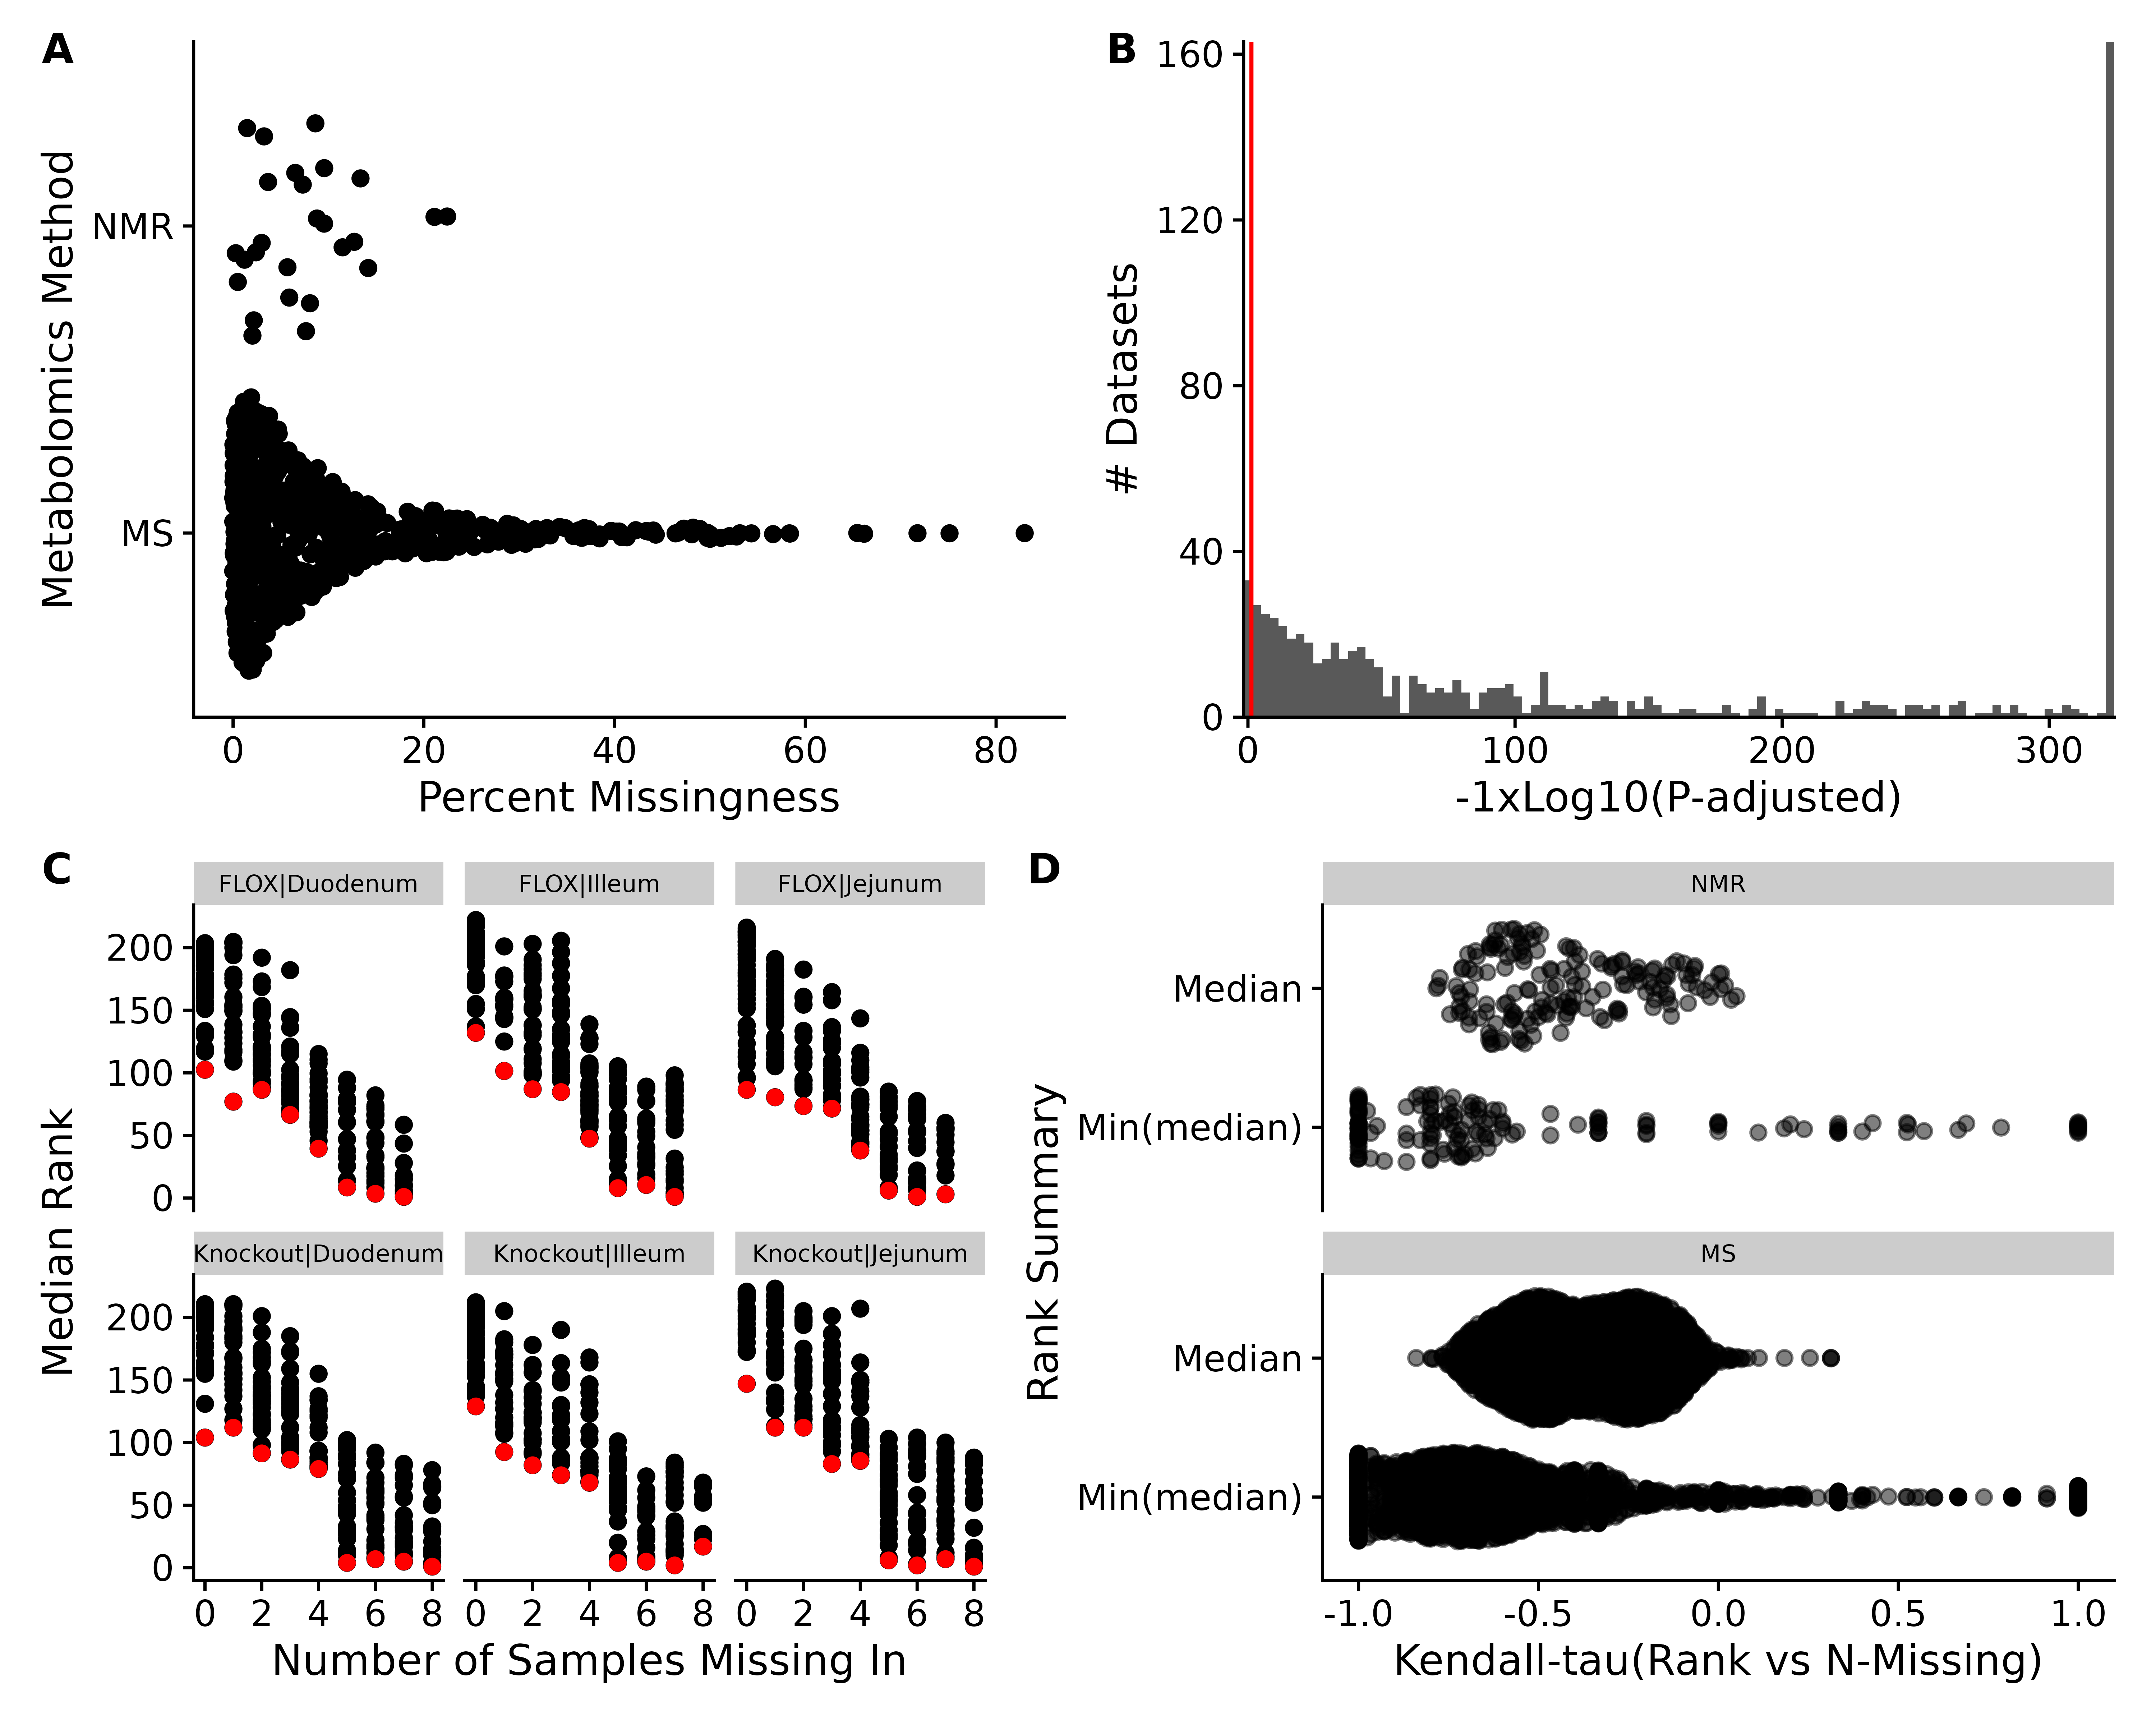 A
Metabolomics Method
NMR
MS
0 20 40 60 80
Percent Missingness
B
# Datasets
160
120
80
40
0
0 100 200 300
-1xLog10(P-adjusted)
C
Median Rank
FLOX|Duodenum FLOX|Illeum FLOX|Jejunum
200
150
100
50
0
Knockout|Duodenum Knockout|Illeum Knockout|Jejunum
200
150
100
50
0
0 2 4 6 8 0 2 4 6 8 0 2 4 6 8
Number of Samples Missing In
D
Rank Summary
NMR
Median
Min(median)
MS
Median
Min(median)
-1.0 -0.5 0.0 0.5 1.0
Kendall-tau(Rank vs N-Missing)